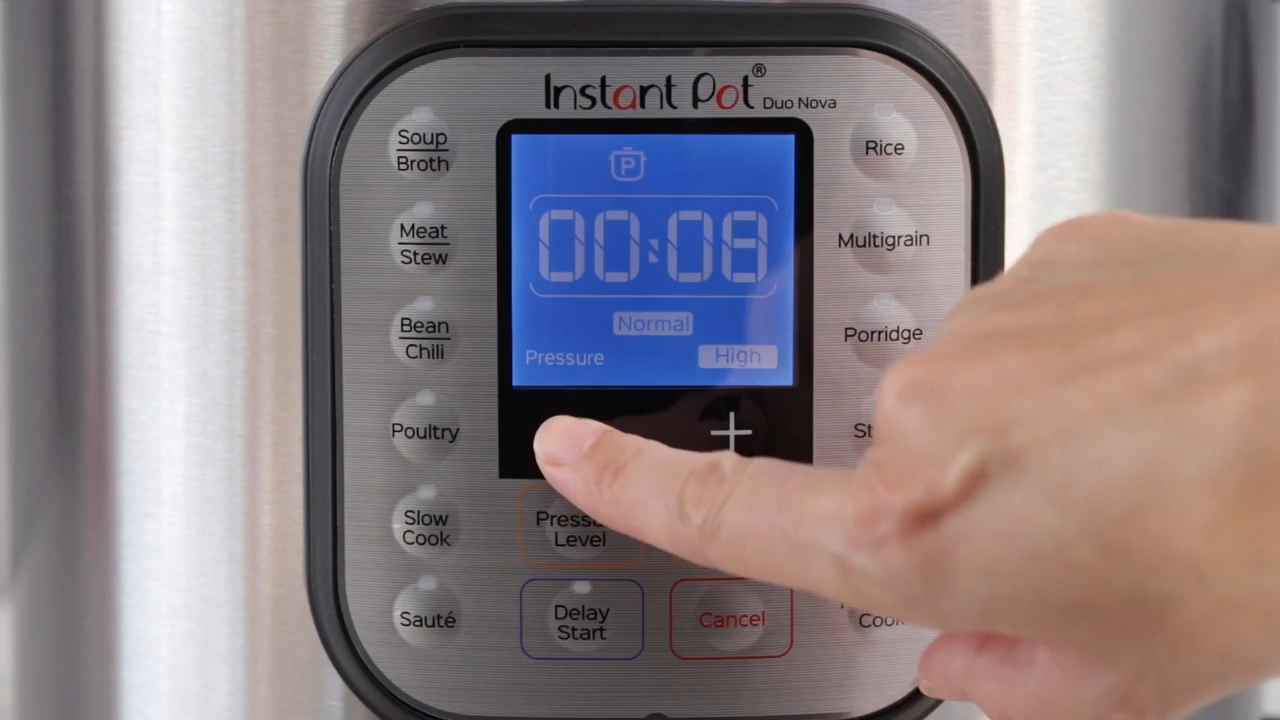 Instant Pot®
Duo Nova
Soup
Broth
Meat
Stew
Bean
Chili
Poultry
Slow
Cook
Sauté
P
00:08
Normal
Pressure High
+
Level
Delay
Start
Cancel
Rice
Multigrain
Porridge